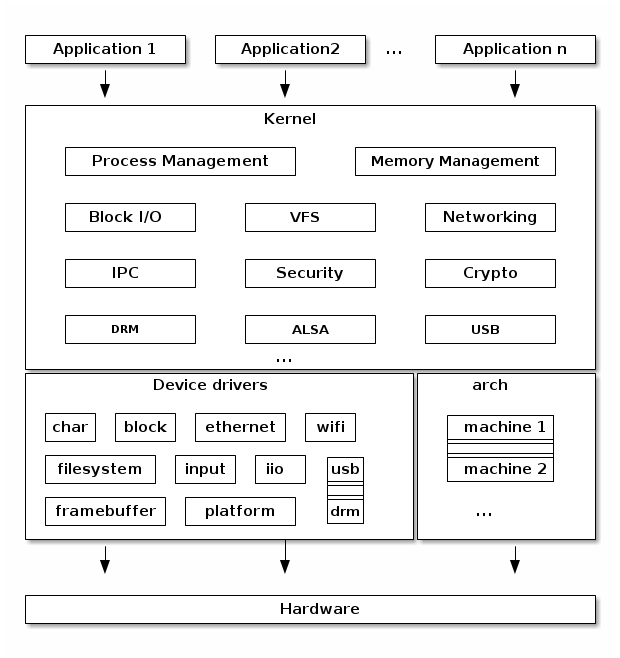 Application 1 Application2 ... Application n
Kernel
Process Management Memory Management
Block I/O VFS Networking
IPC Security Crypto
DRM ALSA USB
...
Device drivers arch
char block ethernet wifi machine 1
filesystem input iio usb machine 2
framebuffer platform drm ...
Hardware